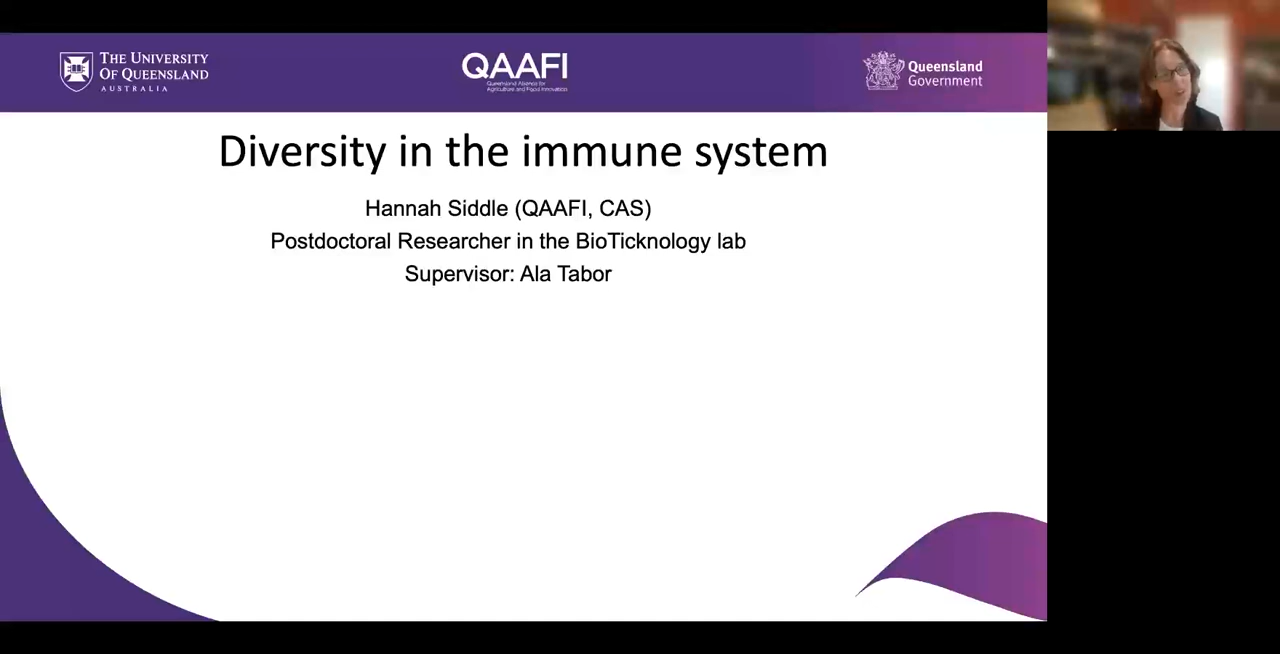 THE UNIVERSITY
OF QUEENSLAND
AUSTRALIA
QAAFI
Queensland Alliance for
Agriculture and Food Innovation
Queensland
Government
Diversity in the immune system
Hannah Siddle (QAAFI, CAS)
Postdoctoral Researcher in the BioTicknology lab
Supervisor: Ala Tabor